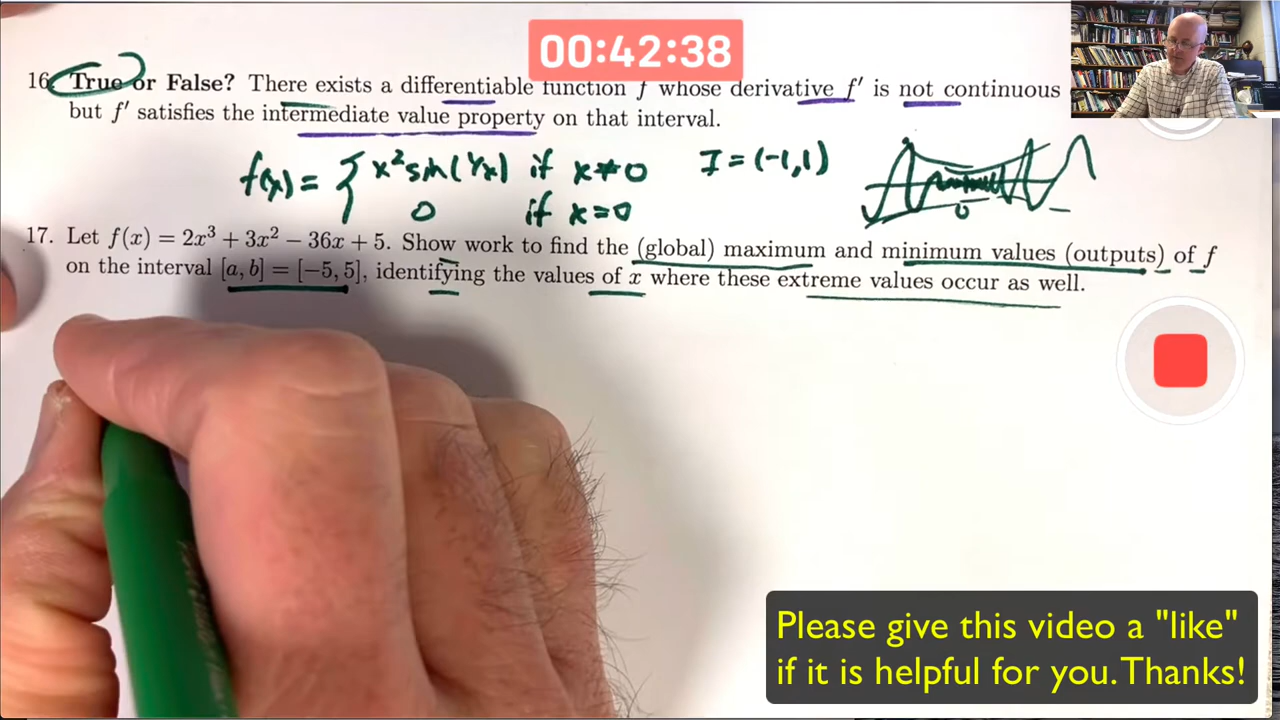 00:42:38
16. True or False? There exists a differentiable function f whose derivative f′ is not continuous
but f′ satisfies the intermediate value property on that interval.
f(x) = { x² sin(1/x) if x ≠ 0 I = (-1,1)
0 if x = 0 0
17. Let f(x) = 2x³ + 3x² − 36x + 5. Show work to find the (global) maximum and minimum values (outputs) of f
on the interval [a, b] = [−5, 5], identifying the values of x where these extreme values occur as well.
Please give this video a "like"
if it is helpful for you. Thanks!